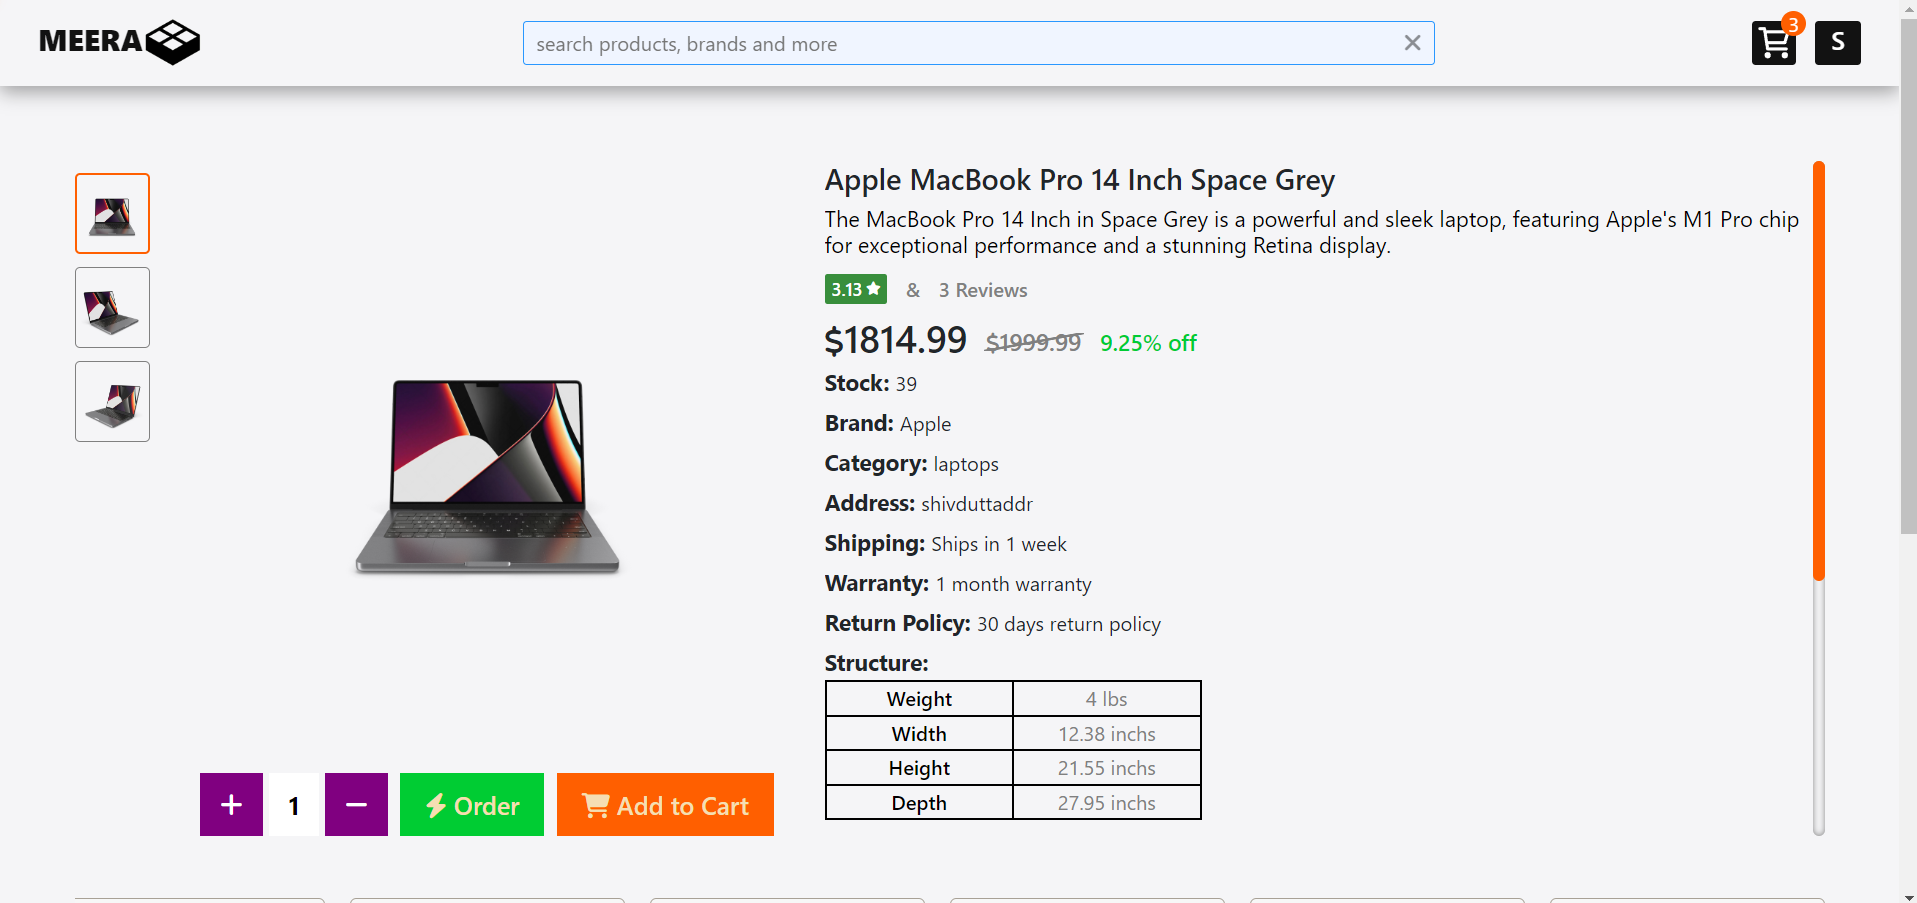 MEERA
search products, brands and more
3
S
Apple MacBook Pro 14 Inch Space Grey
The MacBook Pro 14 Inch in Space Grey is a powerful and sleek laptop, featuring Apple's M1 Pro chip
for exceptional performance and a stunning Retina display.
3.13 & 3 Reviews
$1814.99 $1999.99 9.25% off
Stock: 39
Brand: Apple
Category: laptops
Address: shivduttaddr
Shipping: Ships in 1 week
Warranty: 1 month warranty
Return Policy: 30 days return policy
Structure:
Weight 4 lbs
Width 12.38 inchs
Height 21.55 inchs
Depth 27.95 inchs
+ 1 − Order Add to Cart